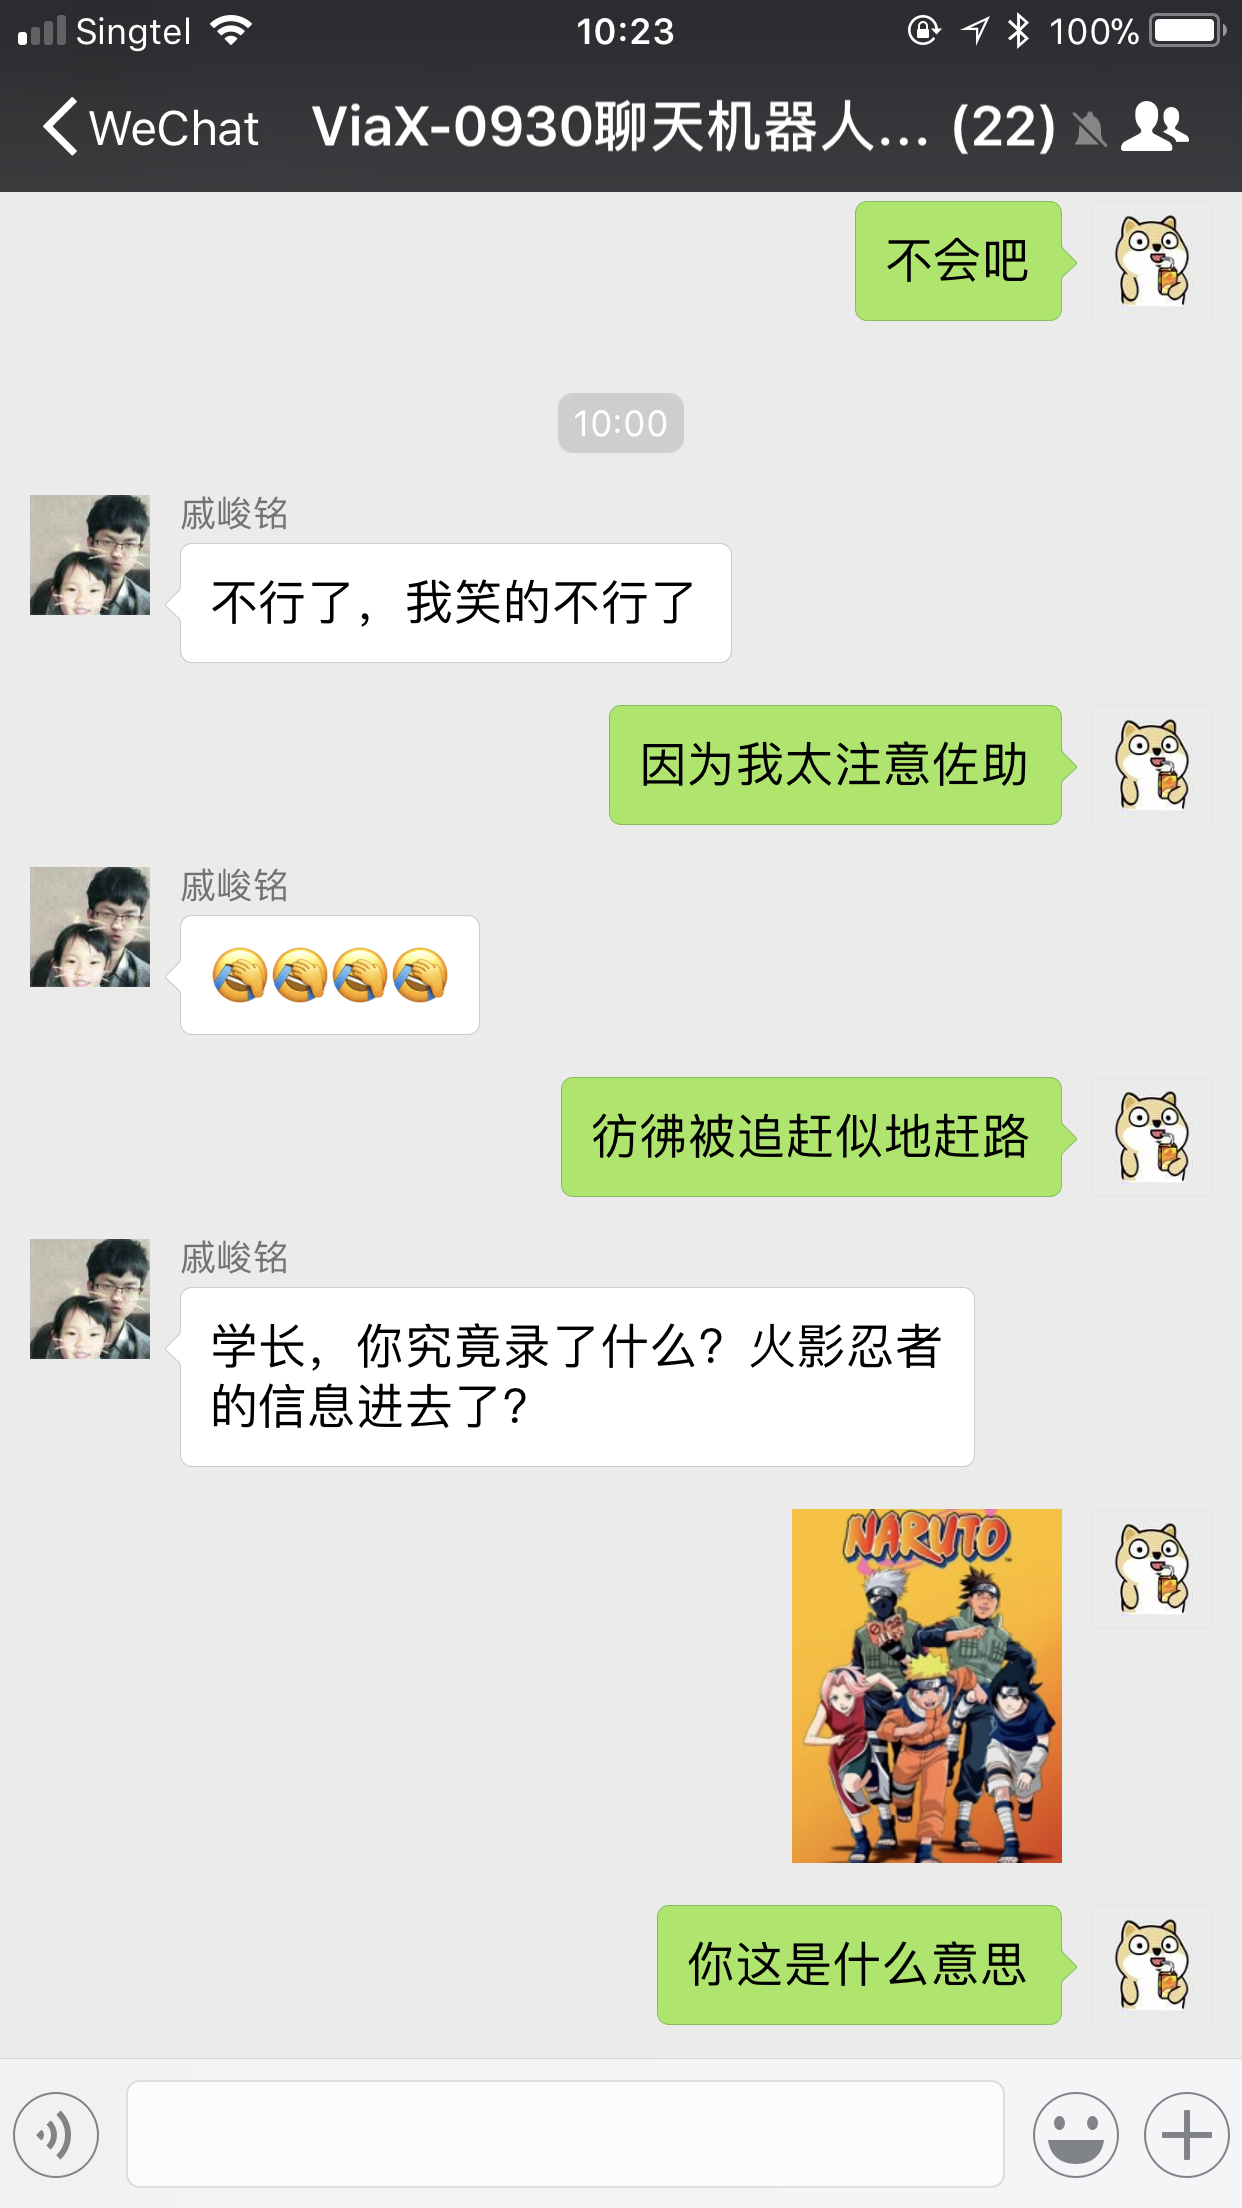 Singtel
10:23
100%
WeChat
ViaX-0930聊天机器人... (22)
不会吧
10:00
戚峻铭
不行了，我笑的不行了
因为我太注意佐助
戚峻铭
🤦🤦🤦🤦
彷彿被追赶似地赶路
戚峻铭
学长，你究竟录了什么？火影忍者
的信息进去了？
NARUTO
你这是什么意思